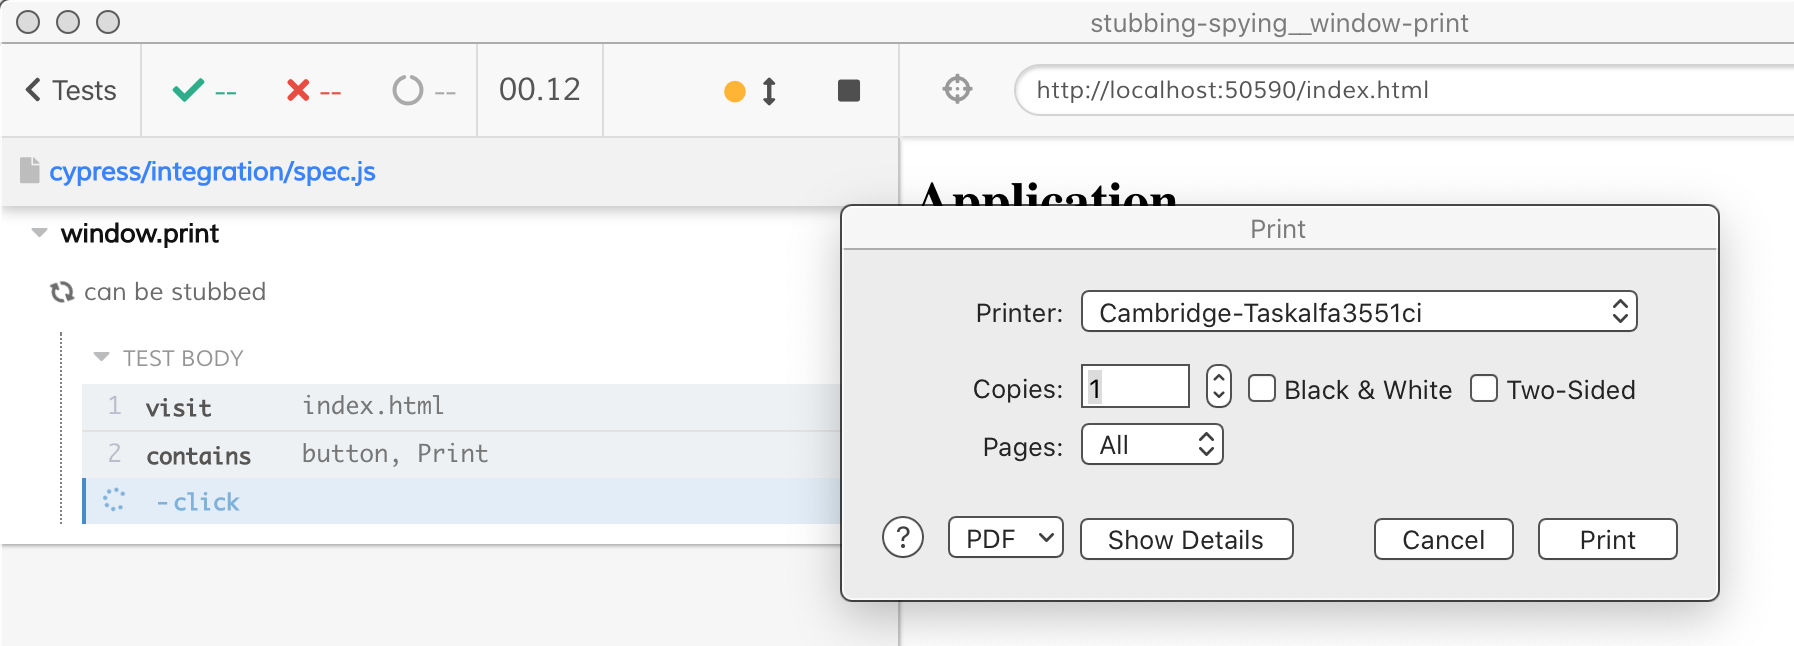 stubbing-spying__window-print
Tests -- -- -- 00.12
http://localhost:50590/index.html
cypress/integration/spec.js
Application
window.print
can be stubbed
TEST BODY
1 visit index.html
2 contains button, Print
-click
Print
Printer: Cambridge-Taskalfa3551ci
Copies: 1 Black & White Two-Sided
Pages: All
? PDF Show Details Cancel Print